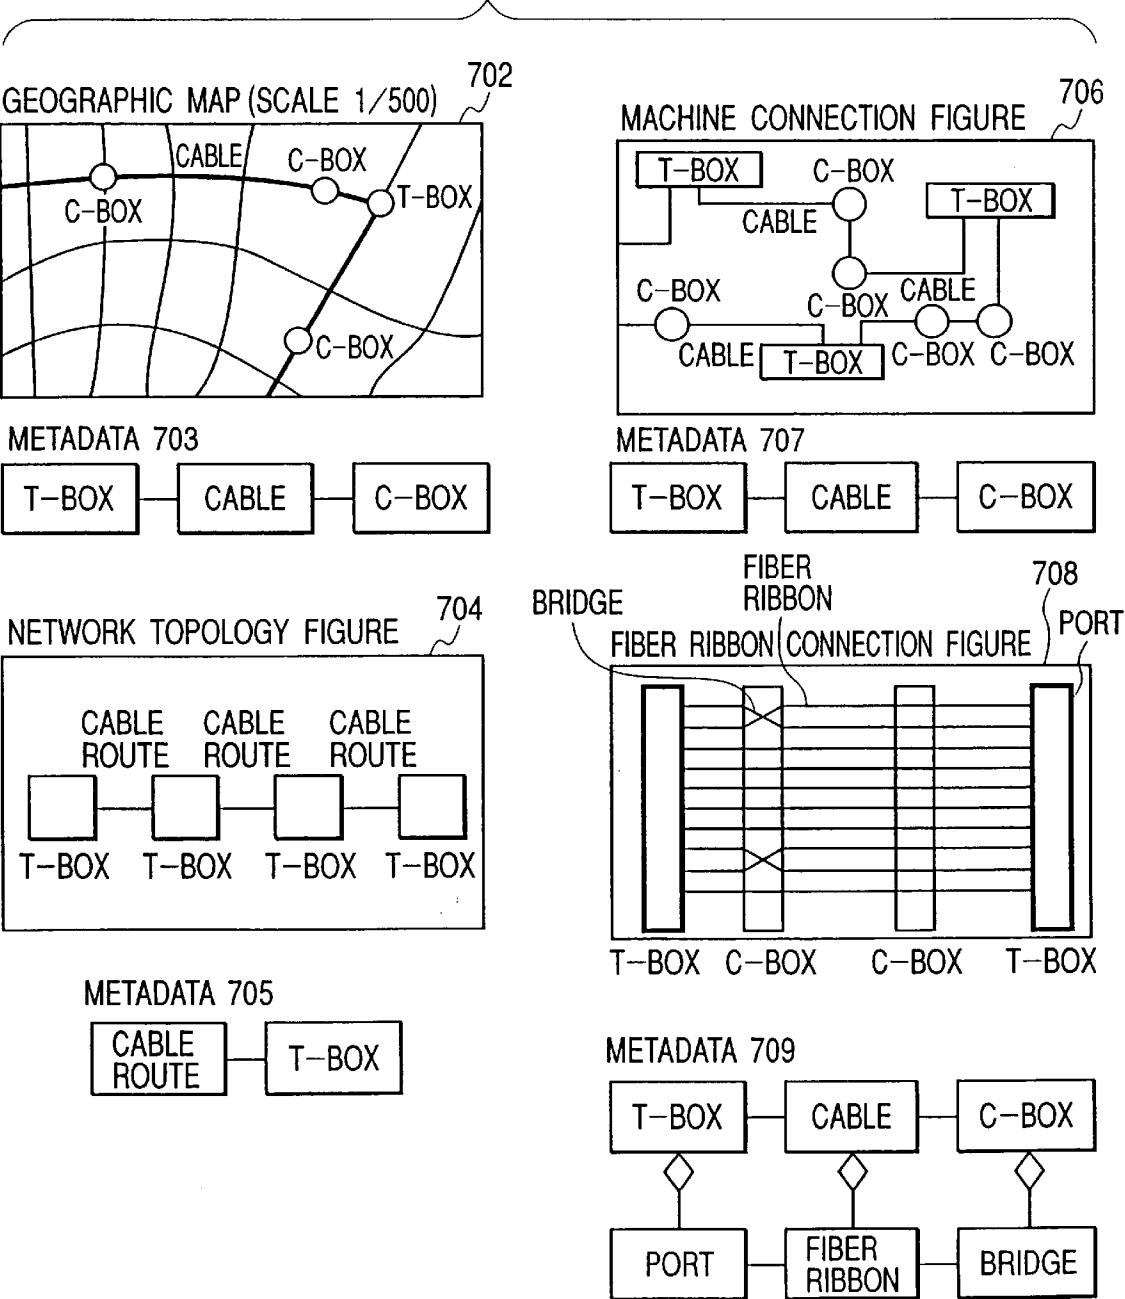 702
GEOGRAPHIC MAP (SCALE 1/500)
CABLE
C-BOX
C-BOX
T-BOX
C-BOX
METADATA 703
T-BOX
CABLE
C-BOX
704
NETWORK TOPOLOGY FIGURE
CABLE
ROUTE
CABLE
ROUTE
CABLE
ROUTE
T-BOX
T-BOX
T-BOX
T-BOX
METADATA 705
CABLE
ROUTE
T-BOX
706
MACHINE CONNECTION FIGURE
T-BOX
C-BOX
T-BOX
CABLE
C-BOX
C-BOX
CABLE
CABLE
T-BOX
C-BOX
C-BOX
METADATA 707
T-BOX
CABLE
C-BOX
FIBER
RIBBON
BRIDGE
708
PORT
FIBER RIBBON CONNECTION FIGURE
T-BOX
C-BOX
C-BOX
T-BOX
METADATA 709
T-BOX
CABLE
C-BOX
PORT
FIBER
RIBBON
BRIDGE